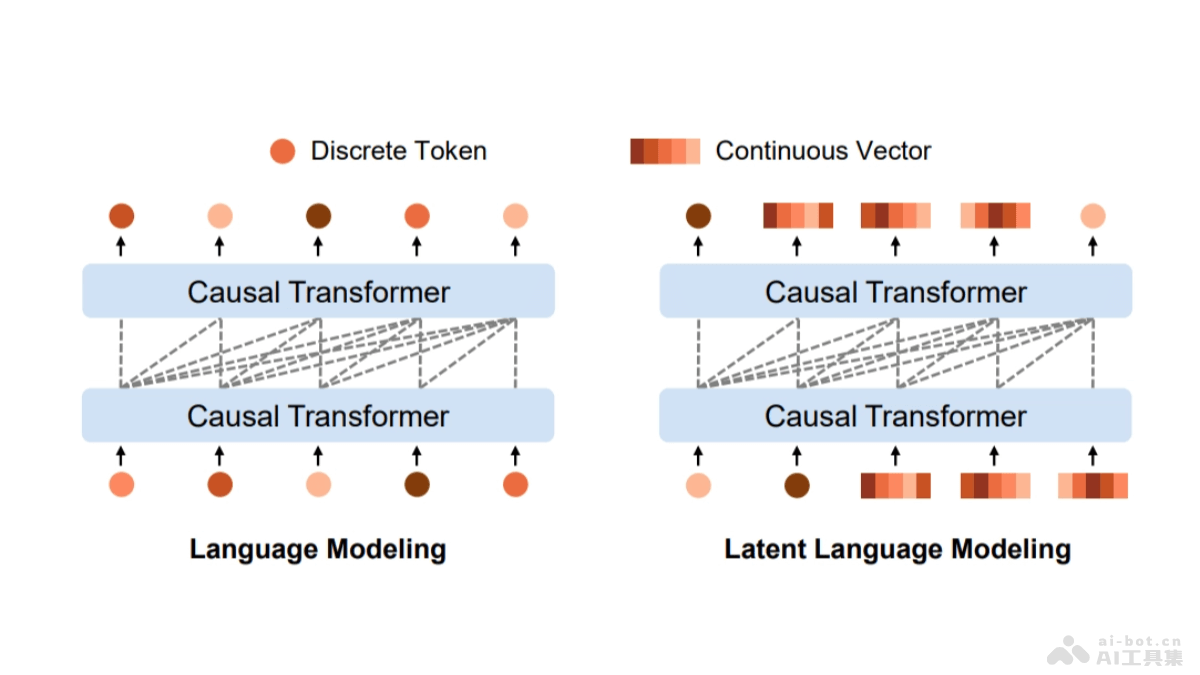 Discrete Token
Continuous Vector
Causal Transformer
Causal Transformer
Language Modeling
Causal Transformer
Causal Transformer
Latent Language Modeling
ai-bot.cn
AI工具集